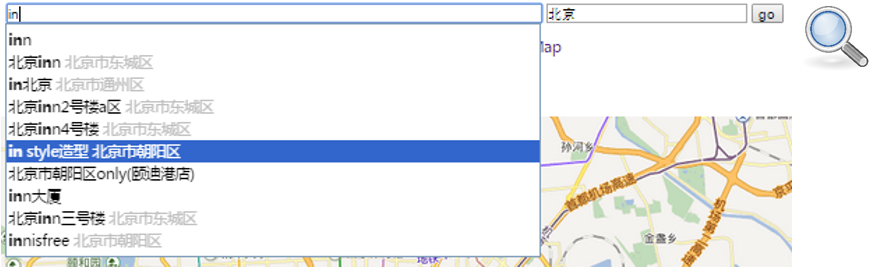 in 北京 go
inn
北京inn 北京市东城区
in北京 北京市通州区
Map
北京inn2号楼a区 北京市东城区
北京inn4号楼 北京市东城区
in style造型 北京市朝阳区
孙河乡
北京市朝阳区only(颐迪港店)
首都机场高速
inn大厦
北京inn三号楼 北京市东城区
机场第二高速
innisfree 北京市朝阳区
金盏乡
颐和园